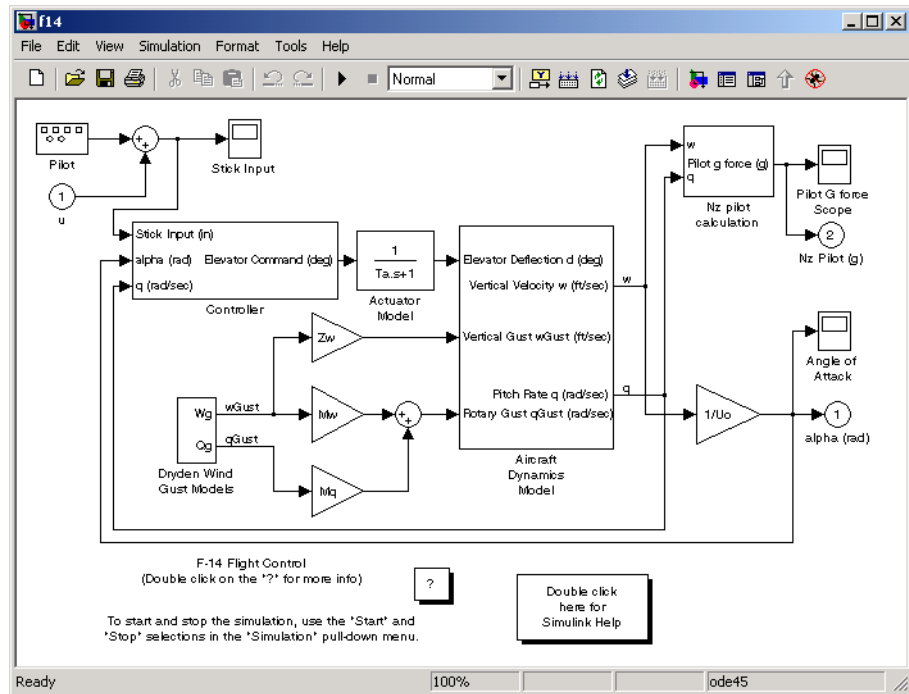 f14
File Edit View Simulation Format Tools Help
Normal
Pilot
Stick Input
1
u
w
Pilot g force (g)
q
Nz pilot
calculation
Pilot G force
Scope
2
Nz Pilot (g)
Stick Input (in)
alpha (rad)
Elevator Command (deg)
q (rad/sec)
Controller
1
Ta.s+1
Actuator
Model
Elevator Deflection d (deg)
Vertical Velocity w (ft/sec)
Vertical Gust wGust (ft/sec)
Pitch Rate q (rad/sec)
Rotary Gust qGust (rad/sec)
Aircraft
Dynamics
Model
w
q
Zw
Mw
Mq
Wg
wGust
Qg
qGust
Dryden Wind
Gust Models
1/Uo
Angle of
Attack
1
alpha (rad)
F-14 Flight Control
(Double click on the "?" for more info)
?
Double click
here for
Simulink Help
To start and stop the simulation, use the "Start" and
"Stop" selections in the "Simulation" pull-down menu.
Ready
100%
ode45